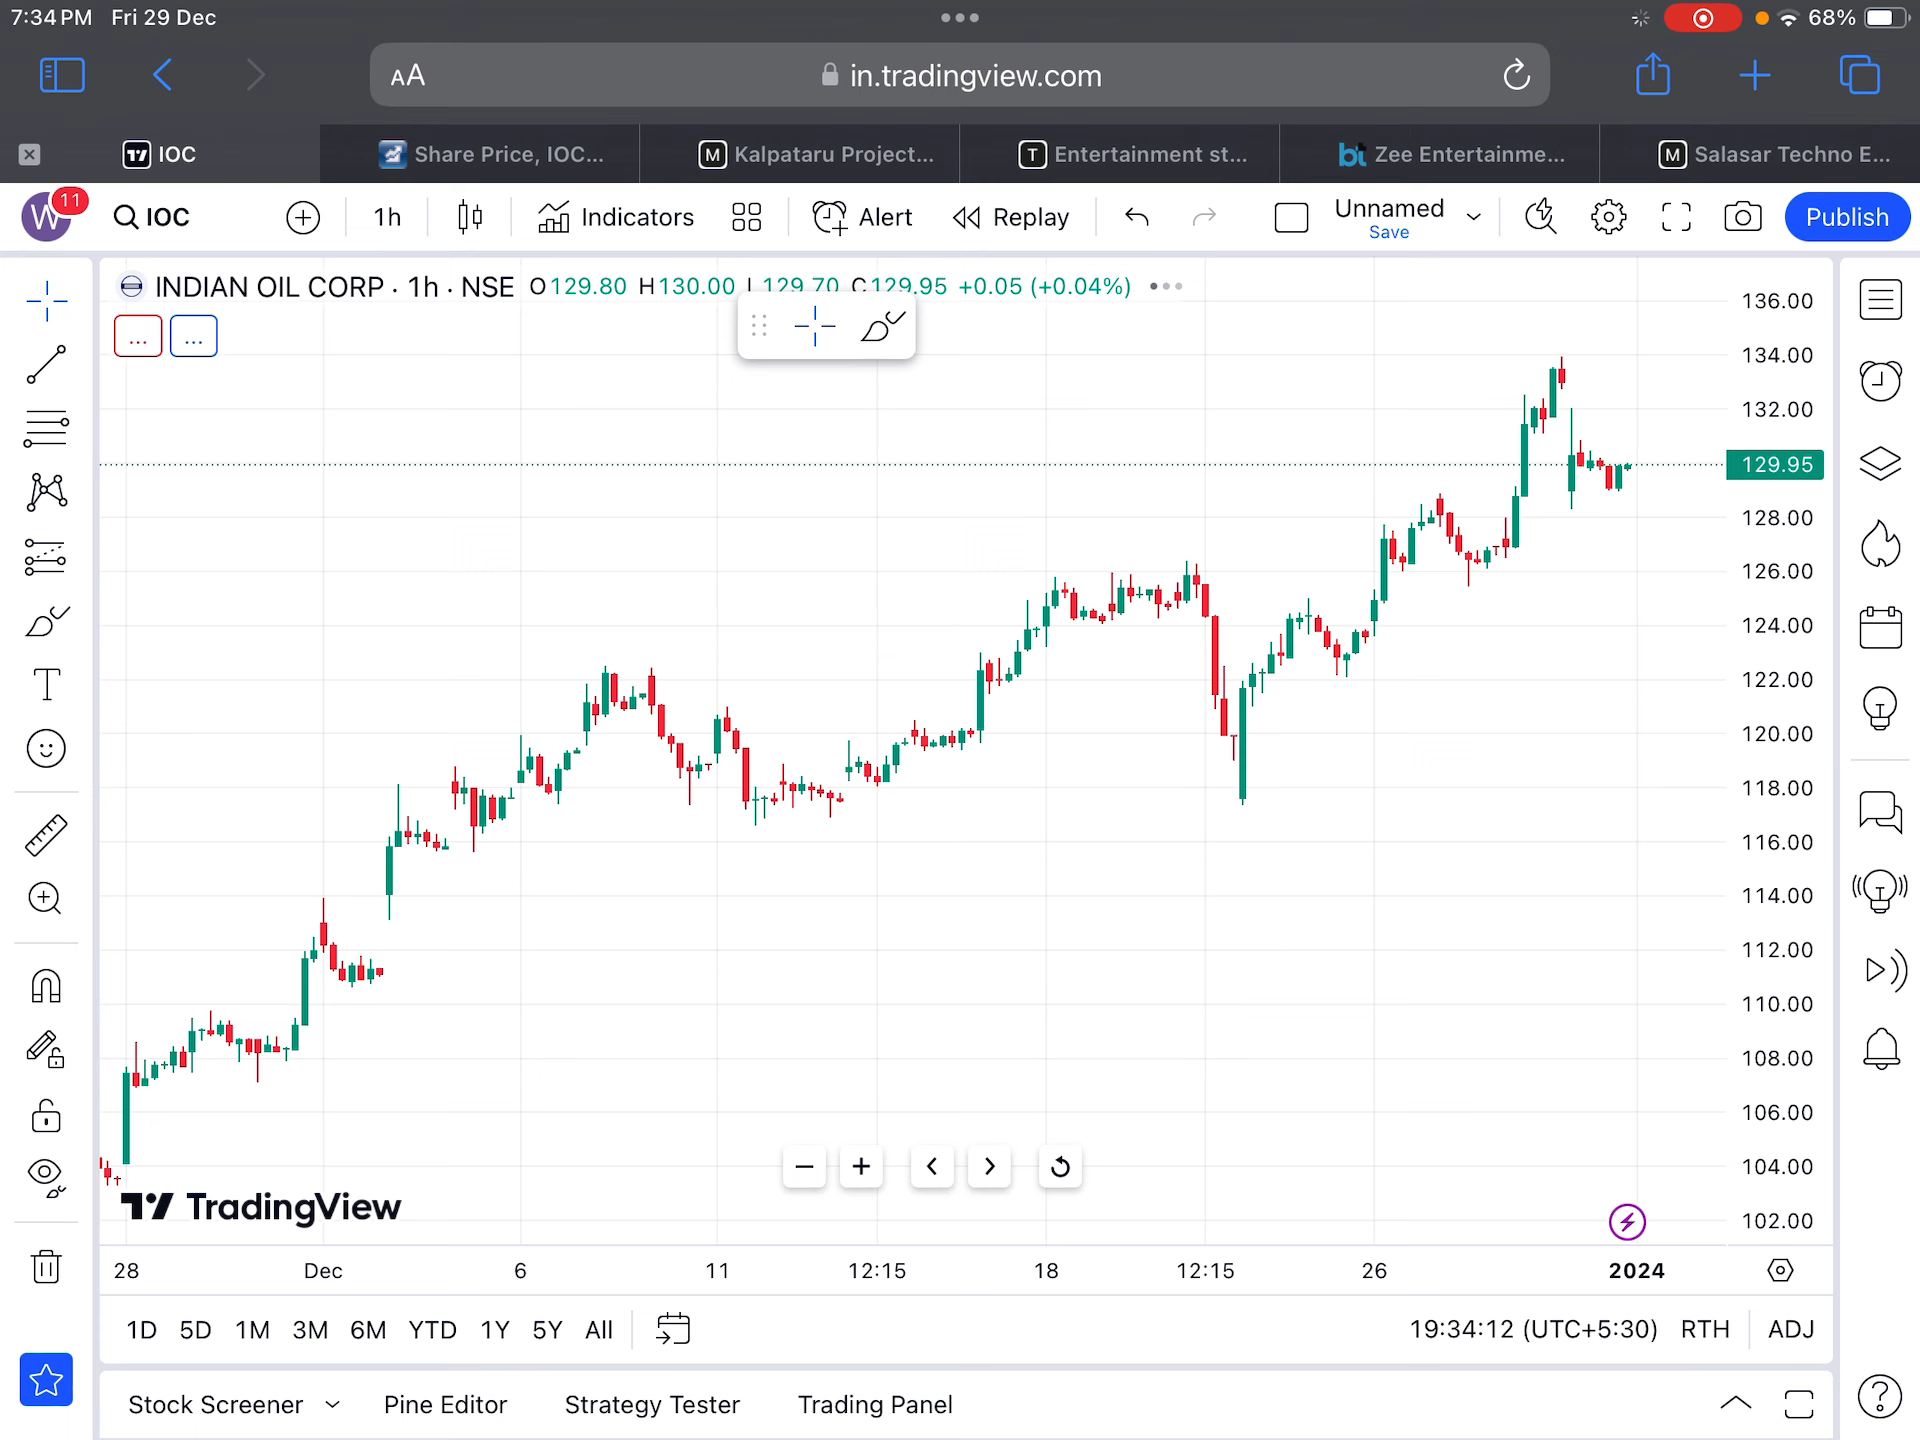 7:34 PM Fri 29 Dec
68%
AA
in.tradingview.com
IOC
Share Price, IOC...
M Kalpataru Project...
T Entertainment st...
bt Zee Entertainme...
M Salasar Techno E...
W
11
IOC
1h
Indicators
Alert
Replay
Unnamed
Save
Publish
INDIAN OIL CORP · 1h · NSE O129.80 H130.00 L129.70 C129.95 +0.05 (+0.04%)
...
...
136.00
134.00
132.00
129.95
128.00
126.00
124.00
122.00
120.00
118.00
116.00
114.00
112.00
110.00
108.00
106.00
104.00
102.00
TradingView
28 Dec 6 11 12:15 18 12:15 26 2024
1D 5D 1M 3M 6M YTD 1Y 5Y All
19:34:12 (UTC+5:30) RTH ADJ
Stock Screener Pine Editor Strategy Tester Trading Panel